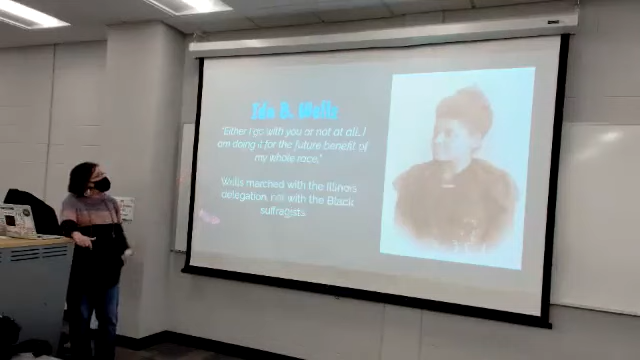 Ida B. Wells
"Either I go with you or not at all...I
am doing it for the future benefit of
my whole race."
Wells marched with the Illinois
delegation, not with the Black
suffragists.